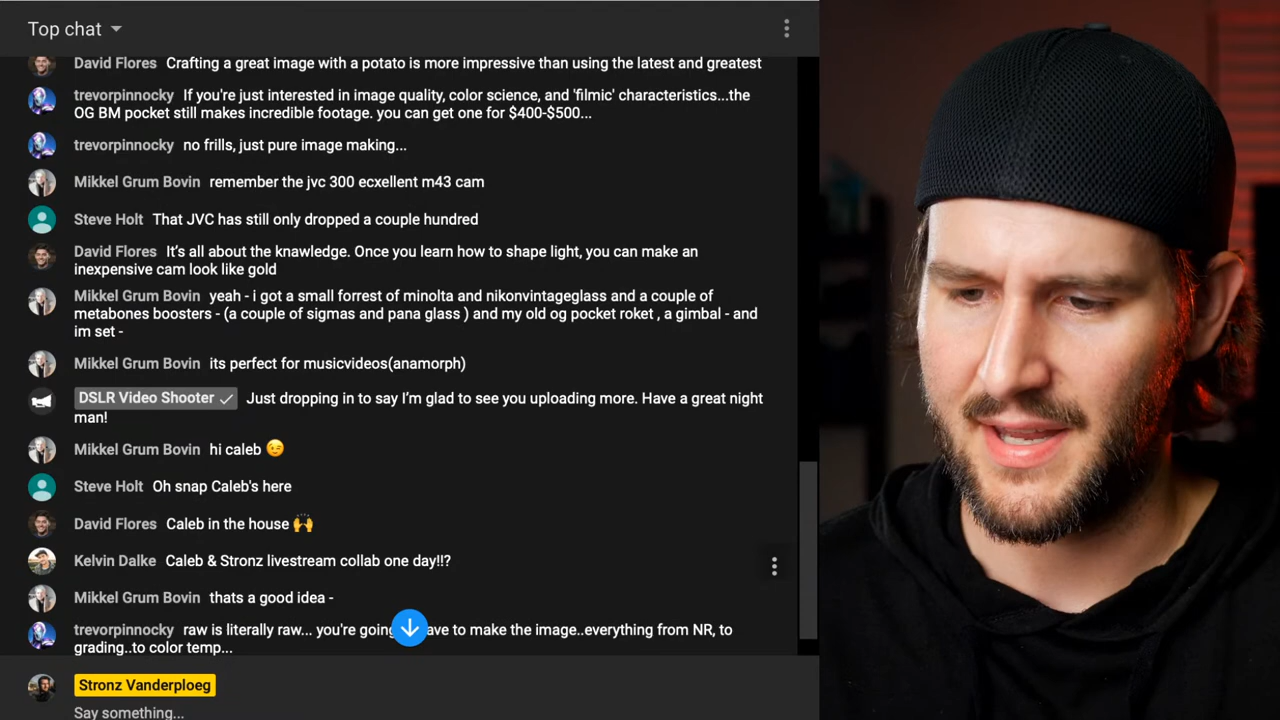 Top chat
David Flores Crafting a great image with a potato is more impressive than using the latest and greatest
trevorpinnocky If you're just interested in image quality, color science, and 'filmic' characteristics...the
OG BM pocket still makes incredible footage. you can get one for $400-$500...
trevorpinnocky no frills, just pure image making...
Mikkel Grum Bovin remember the jvc 300 ecxellent m43 cam
Steve Holt That JVC has still only dropped a couple hundred
David Flores It's all about the knawledge. Once you learn how to shape light, you can make an
inexpensive cam look like gold
Mikkel Grum Bovin yeah - i got a small forrest of minolta and nikonvintageglass and a couple of
metabones boosters - (a couple of sigmas and pana glass ) and my old og pocket roket , a gimbal - and
im set -
Mikkel Grum Bovin its perfect for musicvideos(anamorph)
DSLR Video Shooter Just dropping in to say I'm glad to see you uploading more. Have a great night
man!
Mikkel Grum Bovin hi caleb 😉
Steve Holt Oh snap Caleb's here
David Flores Caleb in the house 🙌
Kelvin Dalke Caleb & Stronz livestream collab one day!!?
Mikkel Grum Bovin thats a good idea -
trevorpinnocky raw is literally raw... you're going ave to make the image..everything from NR, to
grading..to color temp...
Stronz Vanderploeg
Say something...